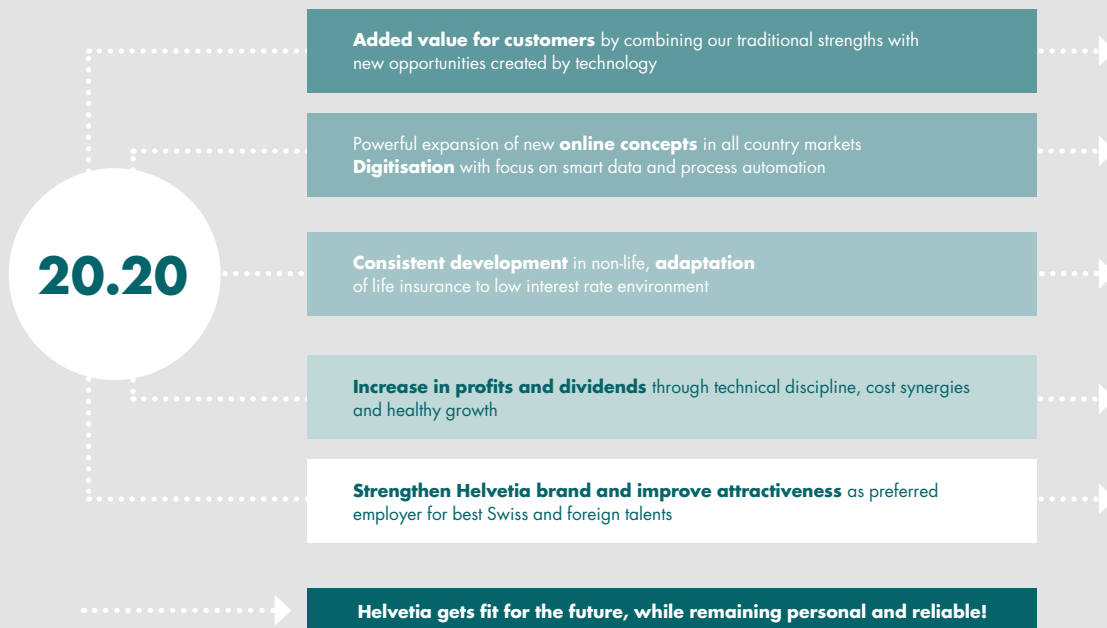 Added value for customers by combining our traditional strengths with
new opportunities created by technology
Powerful expansion of new online concepts in all country markets
Digitisation with focus on smart data and process automation
20.20
Consistent development in non-life, adaptation
of life insurance to low interest rate environment
Increase in profits and dividends through technical discipline, cost synergies
and healthy growth
Strengthen Helvetia brand and improve attractiveness as preferred
employer for best Swiss and foreign talents
Helvetia gets fit for the future, while remaining personal and reliable!